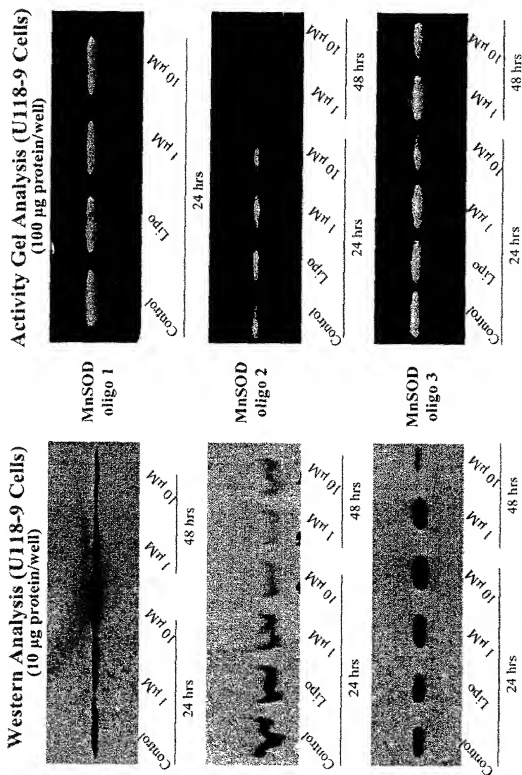 Western Analysis (U118-9 Cells)
(10 µg protein/well)
Activity Gel Analysis (U118-9 Cells)
(100 µg protein/well)
Control 1 µM 10 µM 1 µM 10 µM
24 hrs 48 hrs
MnSOD
oligo 1
Control Lipo 1 µM 10 µM
24 hrs
Control Lipo 1 µM 10 µM 1 µM 10 µM
24 hrs 48 hrs
MnSOD
oligo 2
Control Lipo 1 µM 10 µM 1 µM 10 µM
24 hrs 48 hrs
Control Lipo 1 µM 10 µM 1 µM 10 µM
24 hrs 48 hrs
MnSOD
oligo 3
Control Lipo 1 µM 10 µM 1 µM 10 µM
24 hrs 48 hrs